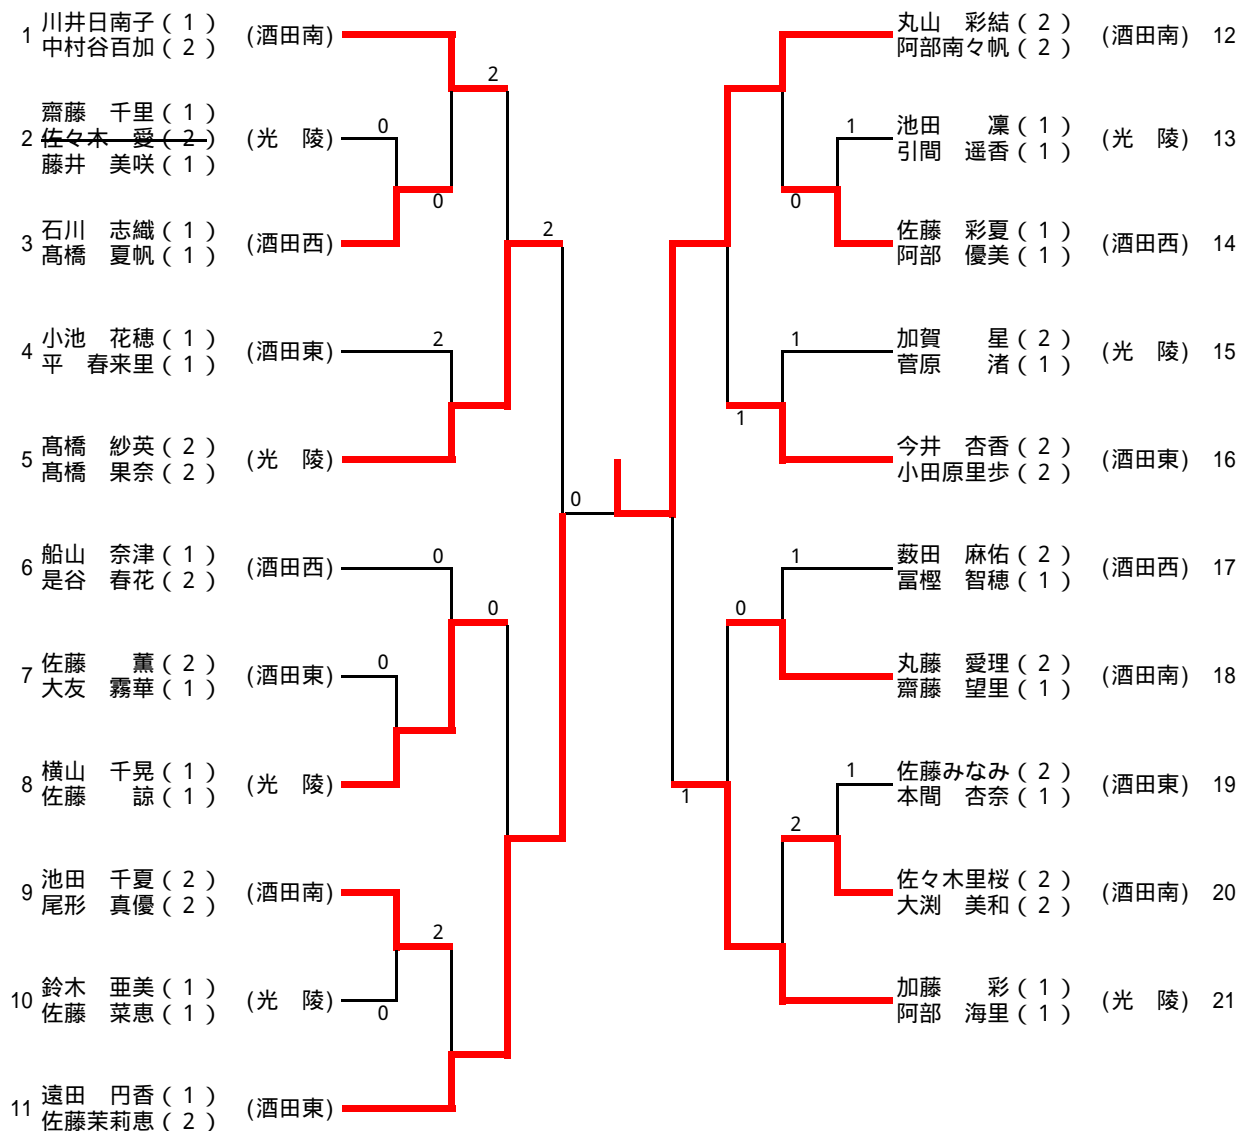 1 川井日南子(1) 中村谷百加(2) (酒田南)
2 齋藤 千里(1) 佐々木 愛(2) 藤井 美咲(1) (光 陵)
3 石川 志織(1) 髙橋 夏帆(1) (酒田西)
4 小池 花穂(1) 平 春来里(1) (酒田東)
5 髙橋 紗英(2) 髙橋 果奈(2) (光 陵)
6 船山 奈津(1) 是谷 春花(2) (酒田西)
7 佐藤 薫(2) 大友 霧華(1) (酒田東)
8 横山 千晃(1) 佐藤 諒(1) (光 陵)
9 池田 千夏(2) 尾形 真優(2) (酒田南)
10 鈴木 亜美(1) 佐藤 菜恵(1) (光 陵)
11 遠田 円香(1) 佐藤茉莉恵(2) (酒田東)
2
0
0
2
2
0
0
0
2
0
0
丸山 彩結(2) 阿部南々帆(2) (酒田南) 12
池田 凜(1) 引間 遥香(1) (光 陵) 13
佐藤 彩夏(1) 阿部 優美(1) (酒田西) 14
加賀 星(2) 菅原 渚(1) (光 陵) 15
今井 杏香(2) 小田原里歩(2) (酒田東) 16
薮田 麻佑(2) 冨樫 智穂(1) (酒田西) 17
丸藤 愛理(2) 齋藤 望里(1) (酒田南) 18
佐藤みなみ(2) 本間 杏奈(1) (酒田東) 19
佐々木里桜(2) 大渕 美和(2) (酒田南) 20
加藤 彩(1) 阿部 海里(1) (光 陵) 21
1
0
1
1
1
0
1
1
2